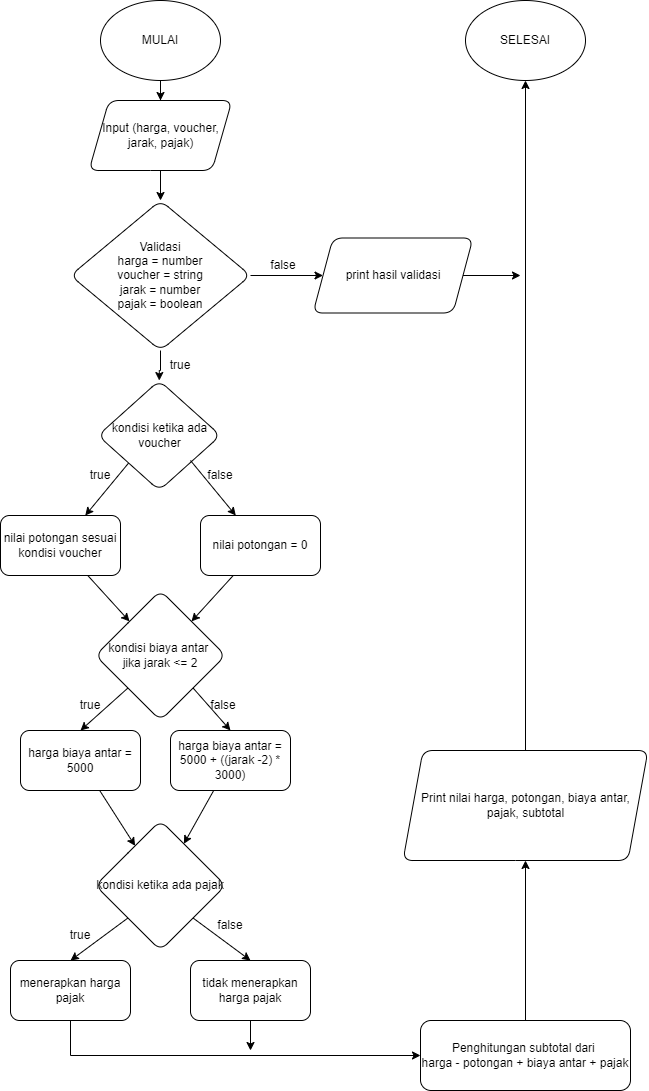 MULAI
SELESAI
Input (harga, voucher,
jarak, pajak)
Validasi
harga = number
voucher = string
jarak = number
pajak = boolean
false
print hasil validasi
true
kondisi ketika ada
voucher
true
false
nilai potongan sesuai
kondisi voucher
nilai potongan = 0
kondisi biaya antar
jika jarak <= 2
true
false
harga biaya antar =
5000
harga biaya antar =
5000 + ((jarak -2) *
3000)
Print nilai harga, potongan, biaya antar,
pajak, subtotal
kondisi ketika ada pajak
true
false
menerapkan harga
pajak
tidak menerapkan
harga pajak
Penghitungan subtotal dari
harga - potongan + biaya antar + pajak